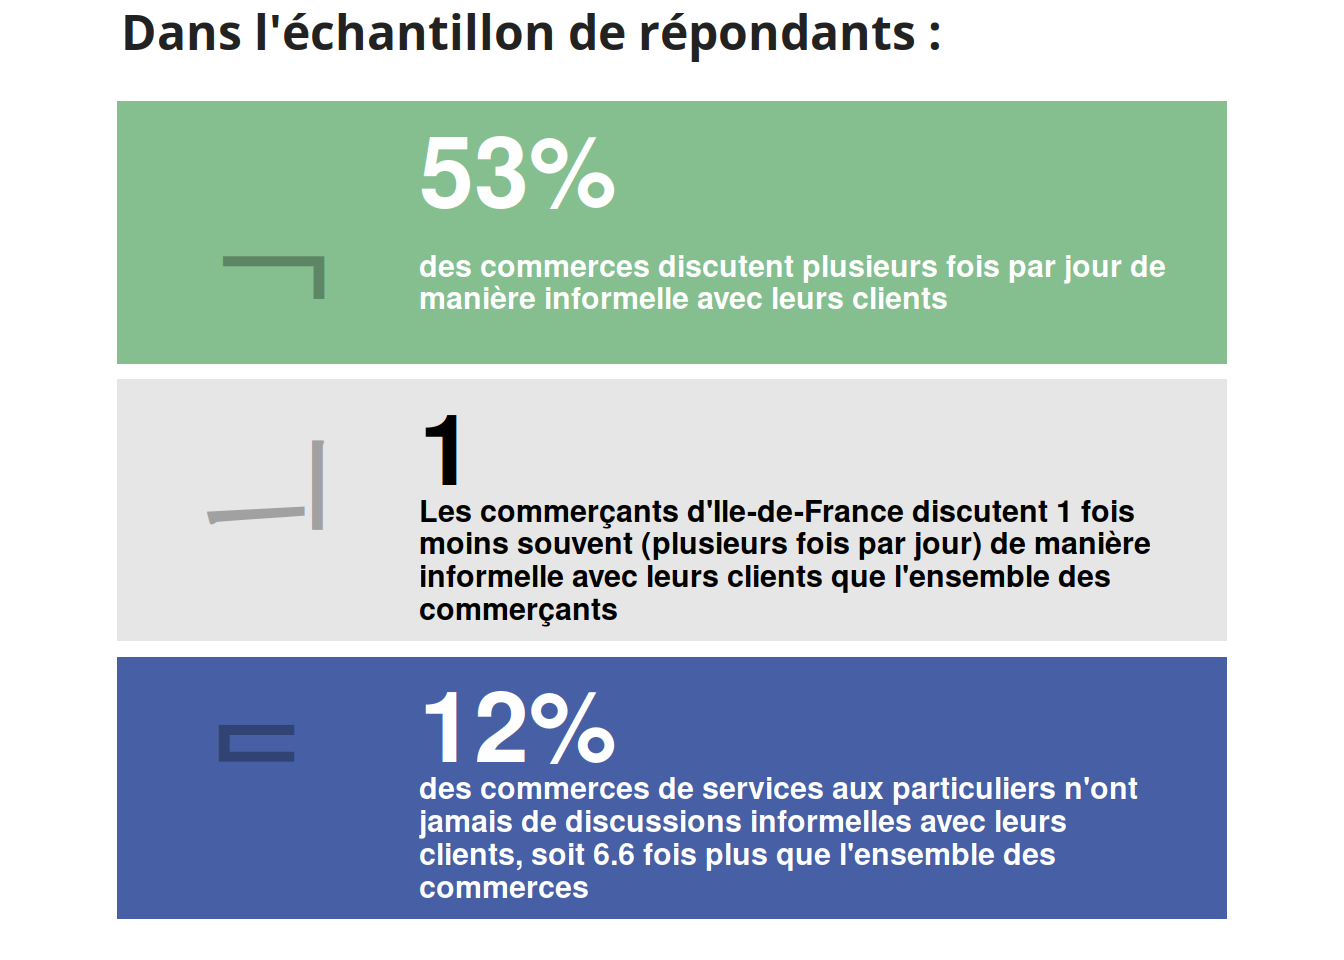 Dans l'échantillon de répondants :
53%
des commerces discutent plusieurs fois par jour de
manière informelle avec leurs clients
1
Les commerçants d'Ile-de-France discutent 1 fois
moins souvent (plusieurs fois par jour) de manière
informelle avec leurs clients que l'ensemble des
commerçants
12%
des commerces de services aux particuliers n'ont
jamais de discussions informelles avec leurs
clients, soit 6.6 fois plus que l'ensemble des
commerces